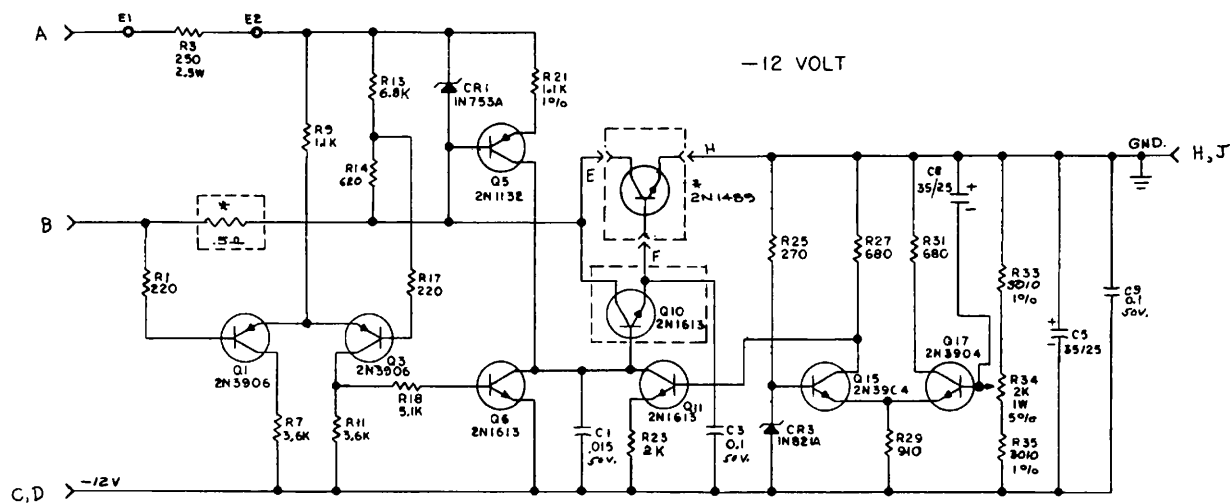 E1
E2
A
R3
250
2.5W
-12 VOLT
R13
6.8K
CR1
1N753A
R21
1.1K
1%
R9
1.1K
R14
620
Q5
2N1132
E
H
*
2N1489
GND.
H,J
C8
35/25
+
-
B
*
F
R1
220
R17
220
R25
270
R27
680
R31
680
R33
3010
1%
C9
0.1
50V.
Q10
2N1613
+
-
C5
35/25
Q1
2N3906
Q3
2N3906
Q17
2N3904
Q15
2N3904
R34
2K
1W
5%
R18
5.1K
Q6
2N1613
Q11
2N1613
R7
3.6K
R11
3.6K
C1
.015
50V.
R23
2K
C3
0.1
50V.
CR3
1N821A
R29
910
R35
3010
1%
C,D
-12V